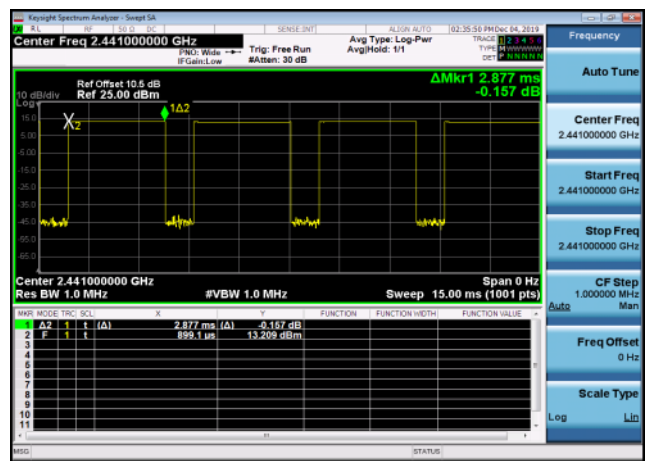 Keysight Spectrum Analyzer - Swept SA
RL RF 50 Ω DC SENSE:INT ALIGN AUTO 02:35:50 PM Dec 04, 2019
Center Freq 2.441000000 GHz
PNO: Wide
IFGain:Low
Trig: Free Run
#Atten: 30 dB
Avg Type: Log-Pwr
Avg|Hold: 1/1
TRACE 1 2 3 4 5 6
TYPE M WWWWW
DET P N N N N N
Ref Offset 10.5 dB
10 dB/div Ref 25.00 dBm
Log
ΔMkr1 2.877 ms
-0.157 dB
15.0
5.00
-5.00
-15.0
-25.0
-35.0
-45.0
-55.0
-65.0
X2
1Δ2
Center 2.441000000 GHz Span 0 Hz
Res BW 1.0 MHz #VBW 1.0 MHz Sweep 15.00 ms (1001 pts)
MKR MODE TRC SCL X Y FUNCTION FUNCTION WIDTH FUNCTION VALUE
1 Δ2 1 t (Δ) 2.877 ms (Δ) -0.157 dB
2 F 1 t 899.1 µs 13.209 dBm
3
4
5
6
7
8
9
10
11
MSG STATUS
Frequency
Auto Tune
Center Freq
2.441000000 GHz
Start Freq
2.441000000 GHz
Stop Freq
2.441000000 GHz
CF Step
1.000000 MHz
Auto Man
Freq Offset
0 Hz
Scale Type
Log Lin